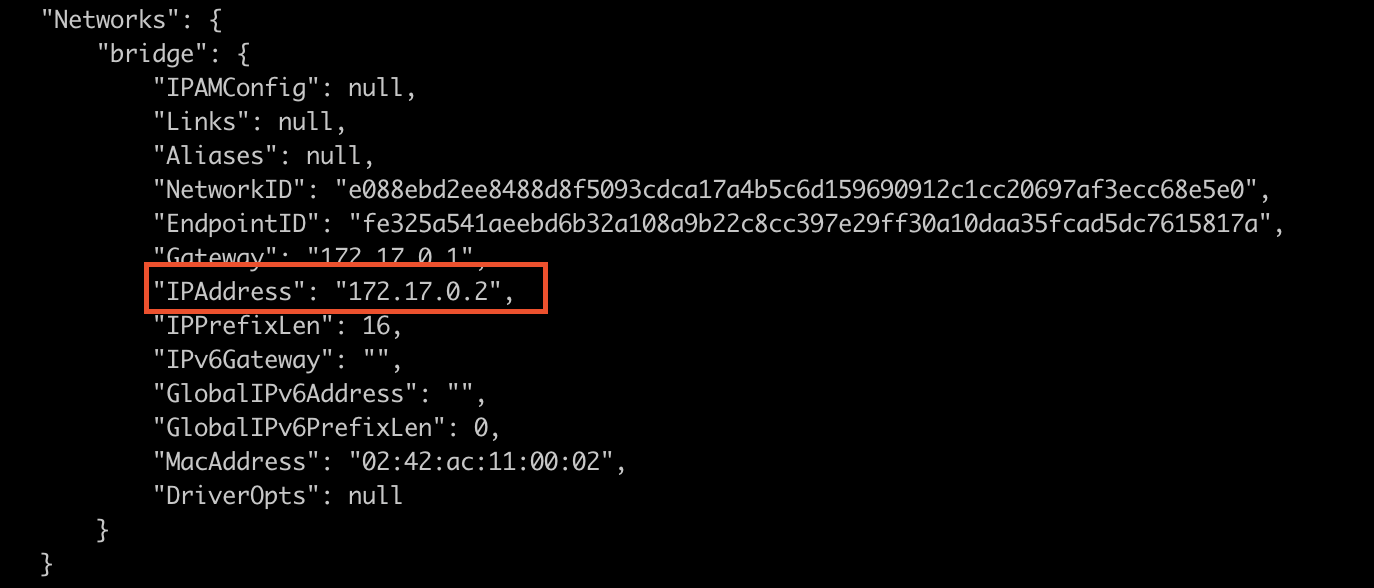 "Networks": {
"bridge": {
"IPAMConfig": null,
"Links": null,
"Aliases": null,
"NetworkID": "e088ebd2ee8488d8f5093cdca17a4b5c6d159690912c1cc20697af3ecc68e5e0",
"EndpointID": "fe325a541aeebd6b32a108a9b22c8cc397e29ff30a10daa35fcad5dc7615817a",
"Gateway": "172.17.0.1",
"IPAddress": "172.17.0.2",
"IPPrefixLen": 16,
"IPv6Gateway": "",
"GlobalIPv6Address": "",
"GlobalIPv6PrefixLen": 0,
"MacAddress": "02:42:ac:11:00:02",
"DriverOpts": null
}
}